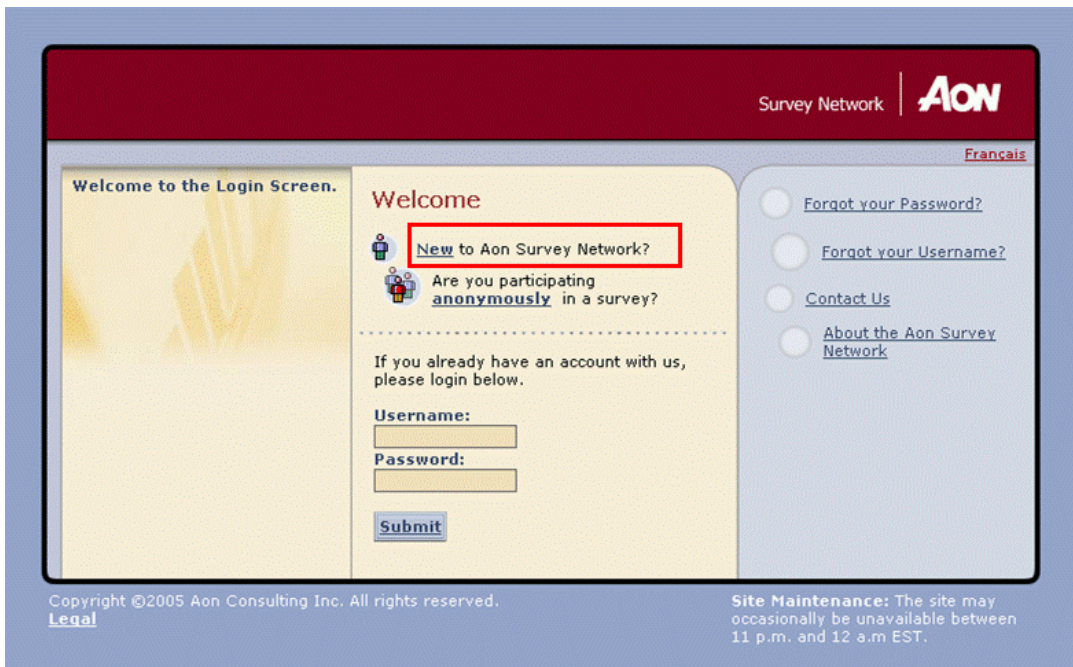 Survey Network
AON
Français
Welcome to the Login Screen.
Welcome
New to Aon Survey Network?
Are you participating
anonymously in a survey?
If you already have an account with us,
please login below.
Username:
Password:
Submit
Forgot your Password?
Forgot your Username?
Contact Us
About the Aon Survey
Network
Copyright ©2005 Aon Consulting Inc. All rights reserved.
Legal
Site Maintenance: The site may
occasionally be unavailable between
11 p.m. and 12 a.m EST.